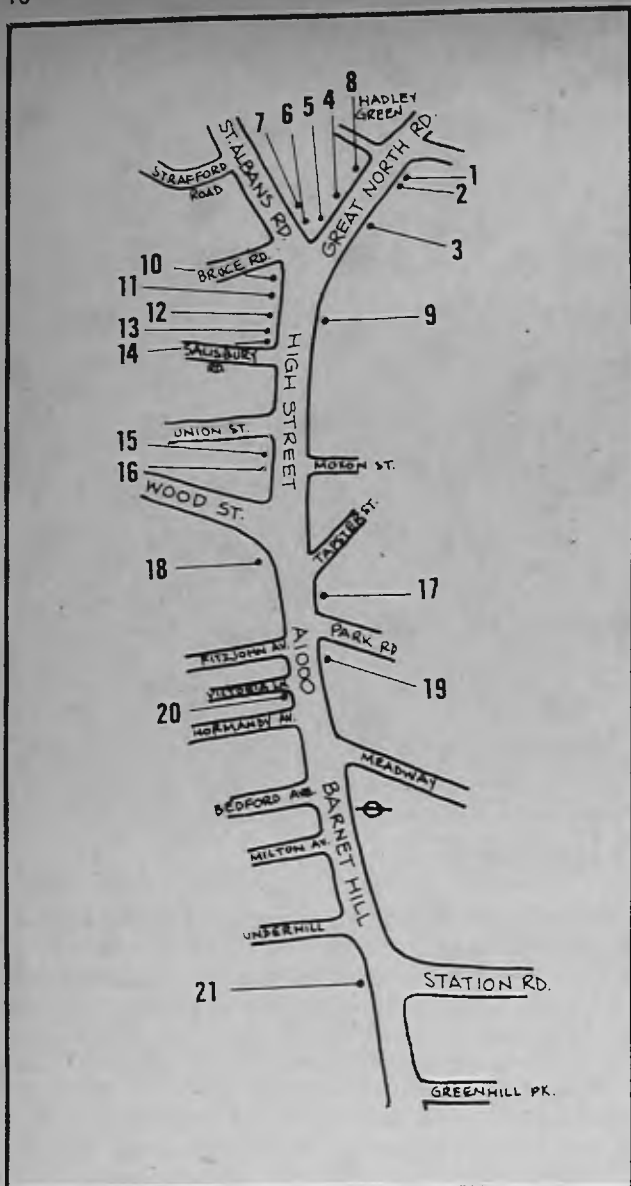 8
7 6 5 4 HADLEY
GREEN
ST. ALBANS RD.
GREAT NORTH RD.
STRAFFORD
ROAD
1
2
3
10
BRUCE RD.
11
12
13
14
9
SALISBURY
RD
HIGH STREET
UNION ST.
15
16
MOXON ST.
WOOD ST.
TAPSTER ST.
18
17
PARK RD
A1000
FITZJOHN AV.
19
VICTORIA LA
20
NORMANDY AV.
MEADWAY
BEDFORD AVE
BARNET HILL
MILTON AV.
UNDERHILL
21
STATION RD.
GREENHILL PK.